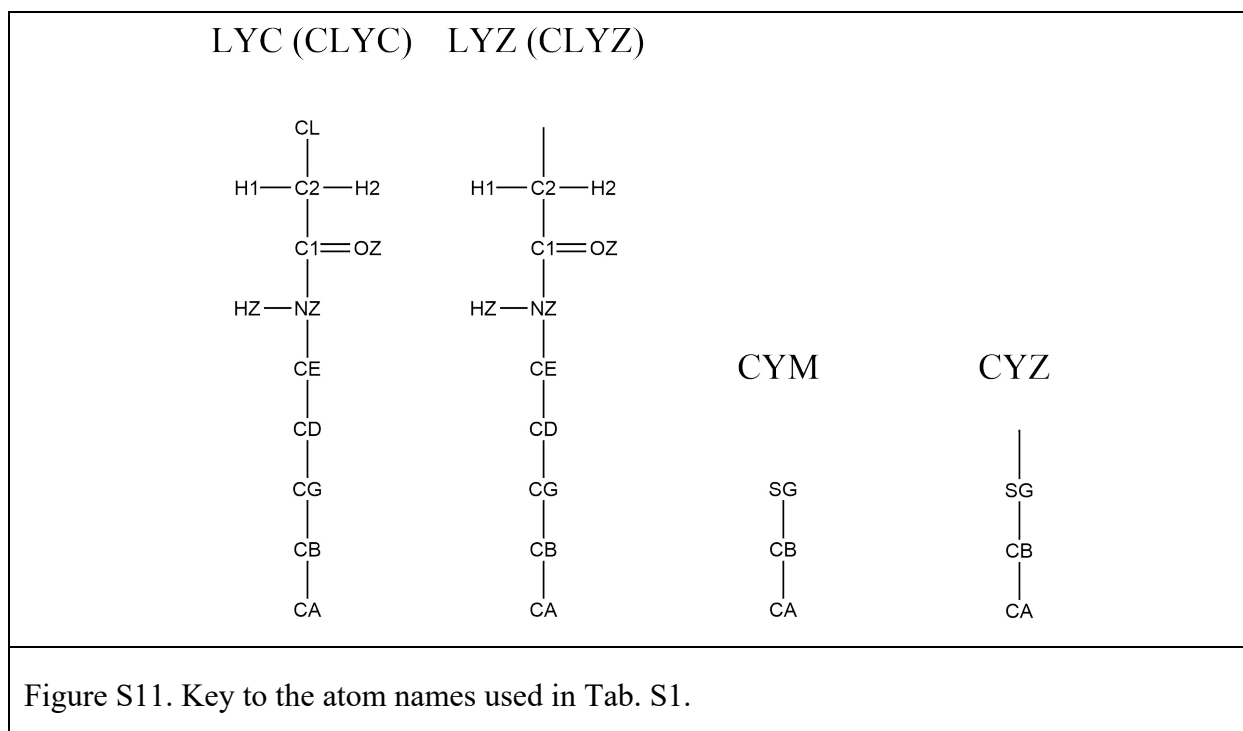 LYC (CLYC) LYZ (CLYZ)
CL
H1 C2 H2 H1 C2 H2
C1 OZ C1 OZ
HZ NZ HZ NZ
CE CE CYM CYZ
CD CD
CG CG SG SG
CB CB CB CB
CA CA CA CA
Figure S11. Key to the atom names used in Tab. S1.